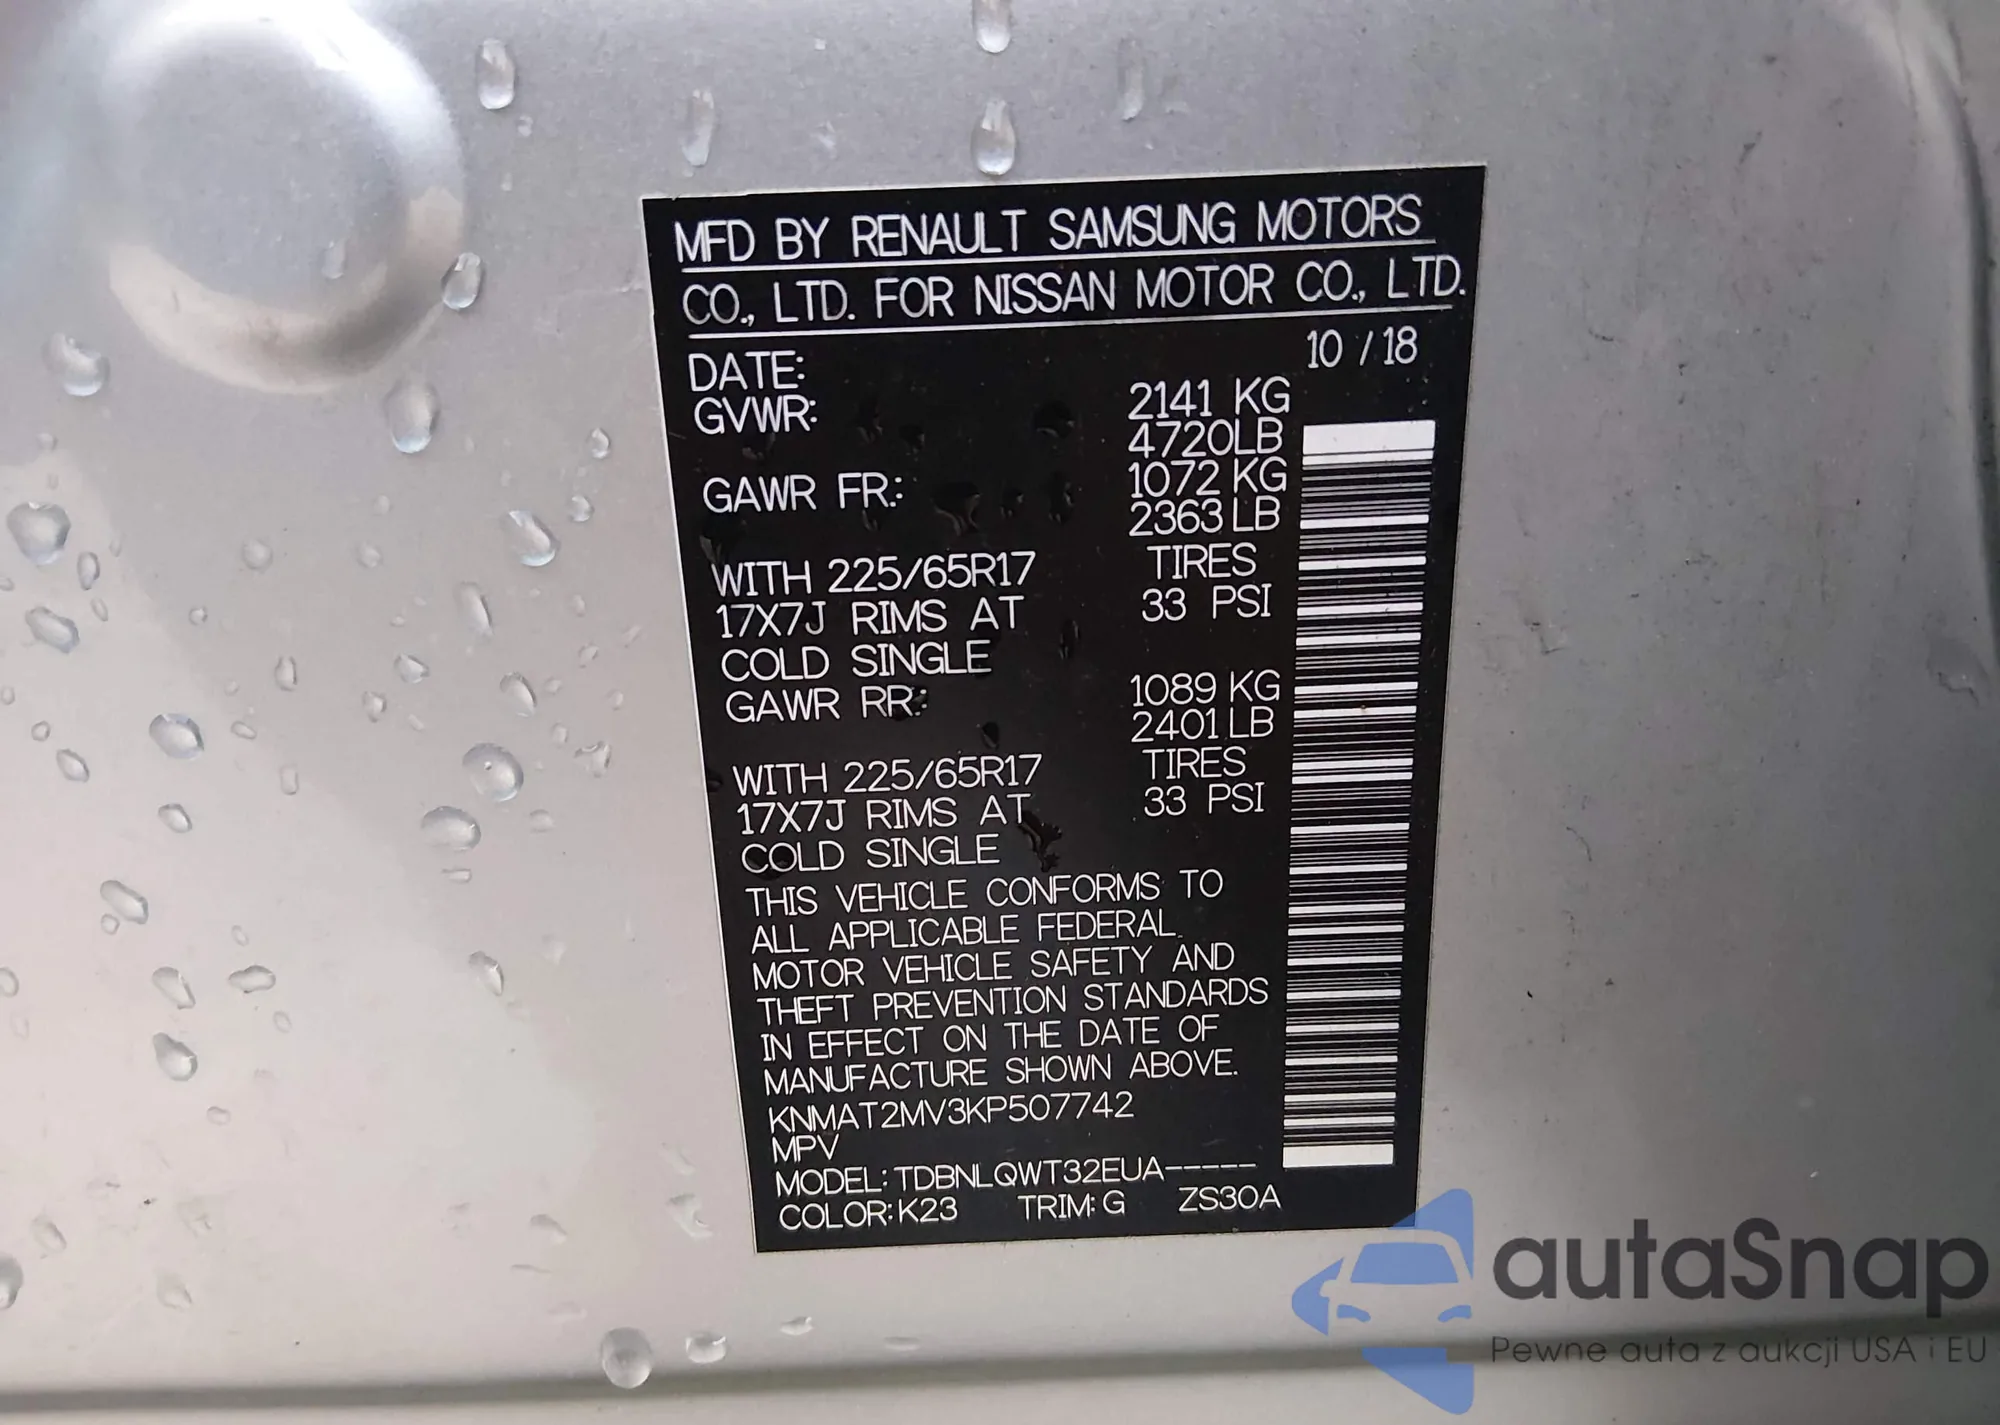 MFD BY RENAULT SAMSUNG MOTORS
CO., LTD. FOR NISSAN MOTOR CO., LTD.
DATE: 10 / 18
GVWR: 2141 KG
4720LB
GAWR FR.: 1072 KG
2363 LB
WITH 225/65R17 TIRES
17X7J RIMS AT 33 PSI
COLD SINGLE
GAWR RR.: 1089 KG
2401 LB
WITH 225/65R17 TIRES
17X7J RIMS AT 33 PSI
COLD SINGLE
THIS VEHICLE CONFORMS TO
ALL APPLICABLE FEDERAL
MOTOR VEHICLE SAFETY AND
THEFT PREVENTION STANDARDS
IN EFFECT ON THE DATE OF
MANUFACTURE SHOWN ABOVE.
KNMAT2MV3KP507742
MPV
MODEL: TDBNLQWT32EUA-----
COLOR: K23 TRIM: G ZS30A
autaSnap
Pewne auta z aukcji USA i EU